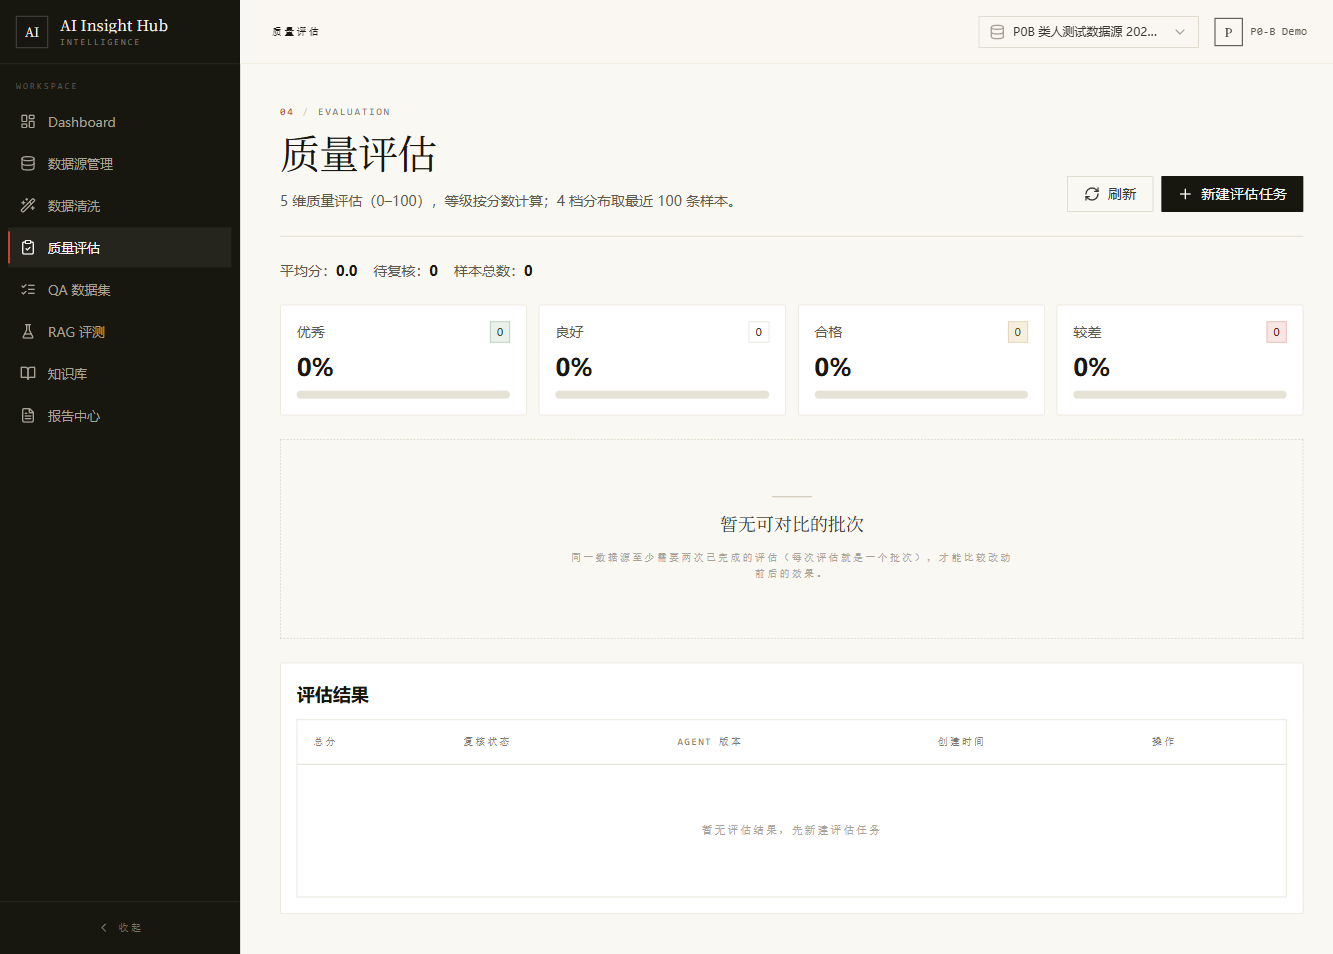 AI
AI Insight Hub
INTELLIGENCE
质量评估
P0B 类人测试数据源 202...
P
P0-B Demo
WORKSPACE
Dashboard
数据源管理
数据清洗
质量评估
QA 数据集
RAG 评测
知识库
报告中心
收起
04 / EVALUATION
质量评估
5 维质量评估（0–100），等级按分数计算；4 档分布取最近 100 条样本。
刷新
新建评估任务
平均分：0.0 待复核：0 样本总数：0
优秀 0
0%
良好 0
0%
合格 0
0%
较差 0
0%
暂无可对比的批次
同一数据源至少需要两次已完成的评估（每次评估就是一个批次），才能比较改动
前后的效果。
评估结果
总分 复核状态 AGENT 版本 创建时间 操作
暂无评估结果，先新建评估任务